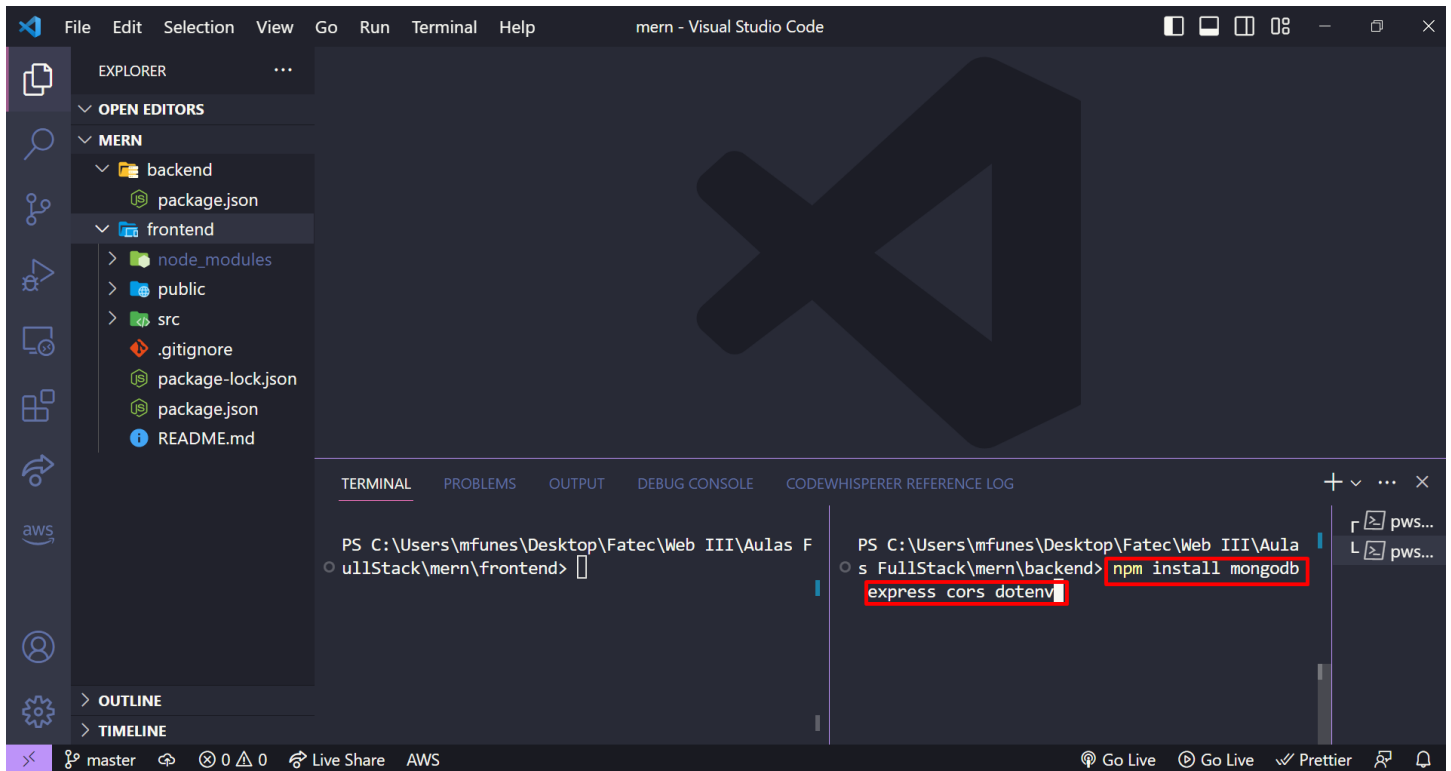 File Edit Selection View Go Run Terminal Help
mern - Visual Studio Code
EXPLORER
OPEN EDITORS
MERN
backend
package.json
frontend
node_modules
public
src
.gitignore
package-lock.json
package.json
README.md
OUTLINE
TIMELINE
aws
TERMINAL PROBLEMS OUTPUT DEBUG CONSOLE CODEWHISPERER REFERENCE LOG
PS C:\Users\mfunes\Desktop\Fatec\Web III\Aulas F
ullStack\mern\frontend>
PS C:\Users\mfunes\Desktop\Fatec\Web III\Aula
s FullStack\mern\backend> npm install mongodb
express cors dotenv
pws...
pws...
master 0 0 Live Share AWS Go Live Go Live Prettier